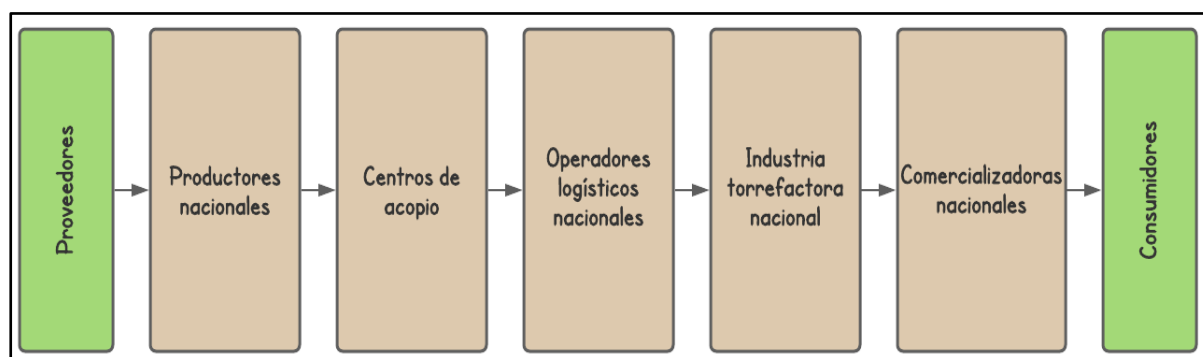 Proveedores
Productores
nacionales
Centros de
acopio
Operadores
logísticos
nacionales
Industria
torrefactora
nacional
Comercializadoras
nacionales
Consumidores